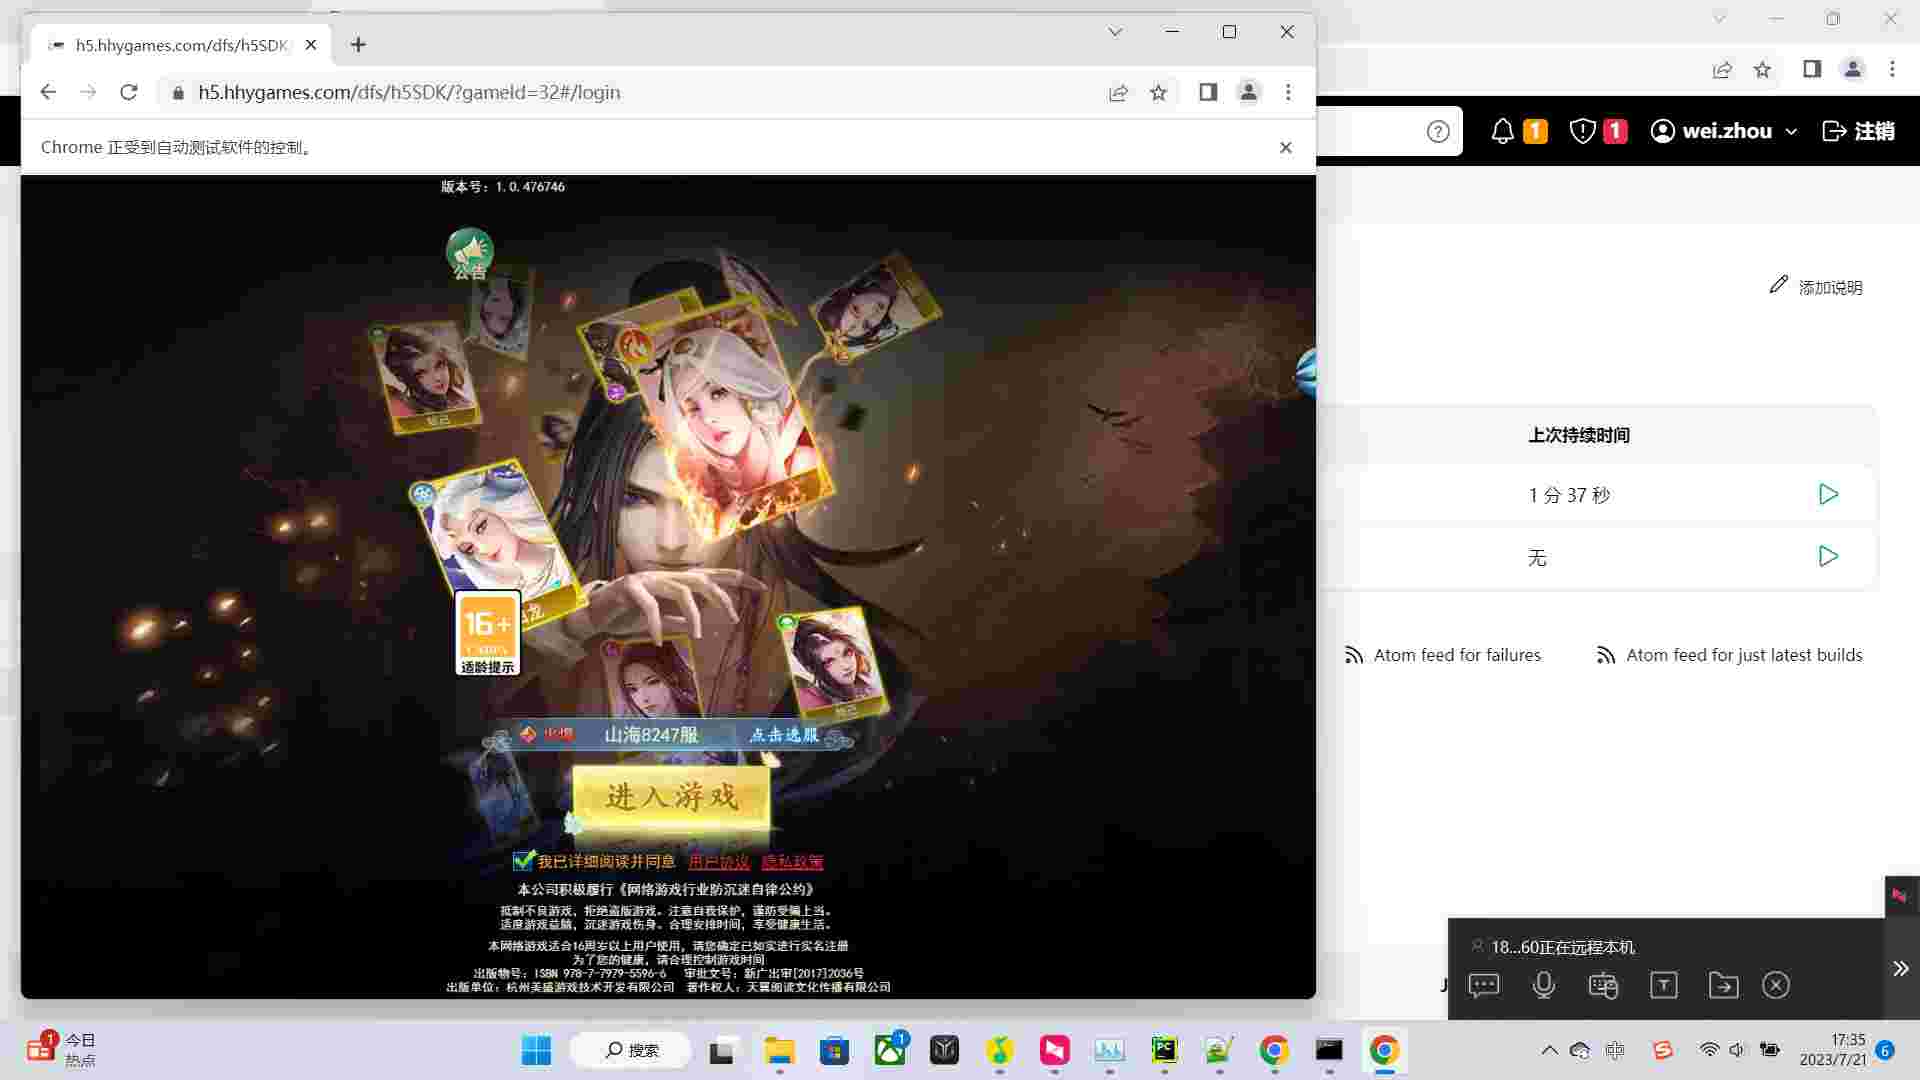 h5.hhygames.com/dfs/h5SDK
h5.hhygames.com/dfs/h5SDK/?gameId=32#/login
Chrome 正受到自动测试软件的控制。
1
1
wei.zhou
注销
版本号：1.0.476746
公告
添加说明
上次持续时间
1 分 37 秒
无
16+
适龄提示
Atom feed for failures
Atom feed for just latest builds
火爆
山海8247服
点击选服
进入游戏
我已详细阅读并同意 用户协议 隐私政策
本公司积极履行《网络游戏行业防沉迷自律公约》
抵制不良游戏，拒绝盗版游戏。注意自我保护，谨防受骗上当。
适度游戏益脑，沉迷游戏伤身。合理安排时间，享受健康生活。
本网络游戏适合16周岁以上用户使用，请您确定已如实进行实名注册
为了您的健康，请合理控制游戏时间
出版物号：ISBN 978-7-7979-5596-6 审批文号：新广出审[2017]2036号
出版单位：杭州美盛游戏技术开发有限公司 著作权人：天翼阅读文化传播有限公司
18...60正在远程本机
1
今日
热点
搜索
1
PC
中
17:35
2023/7/21
6